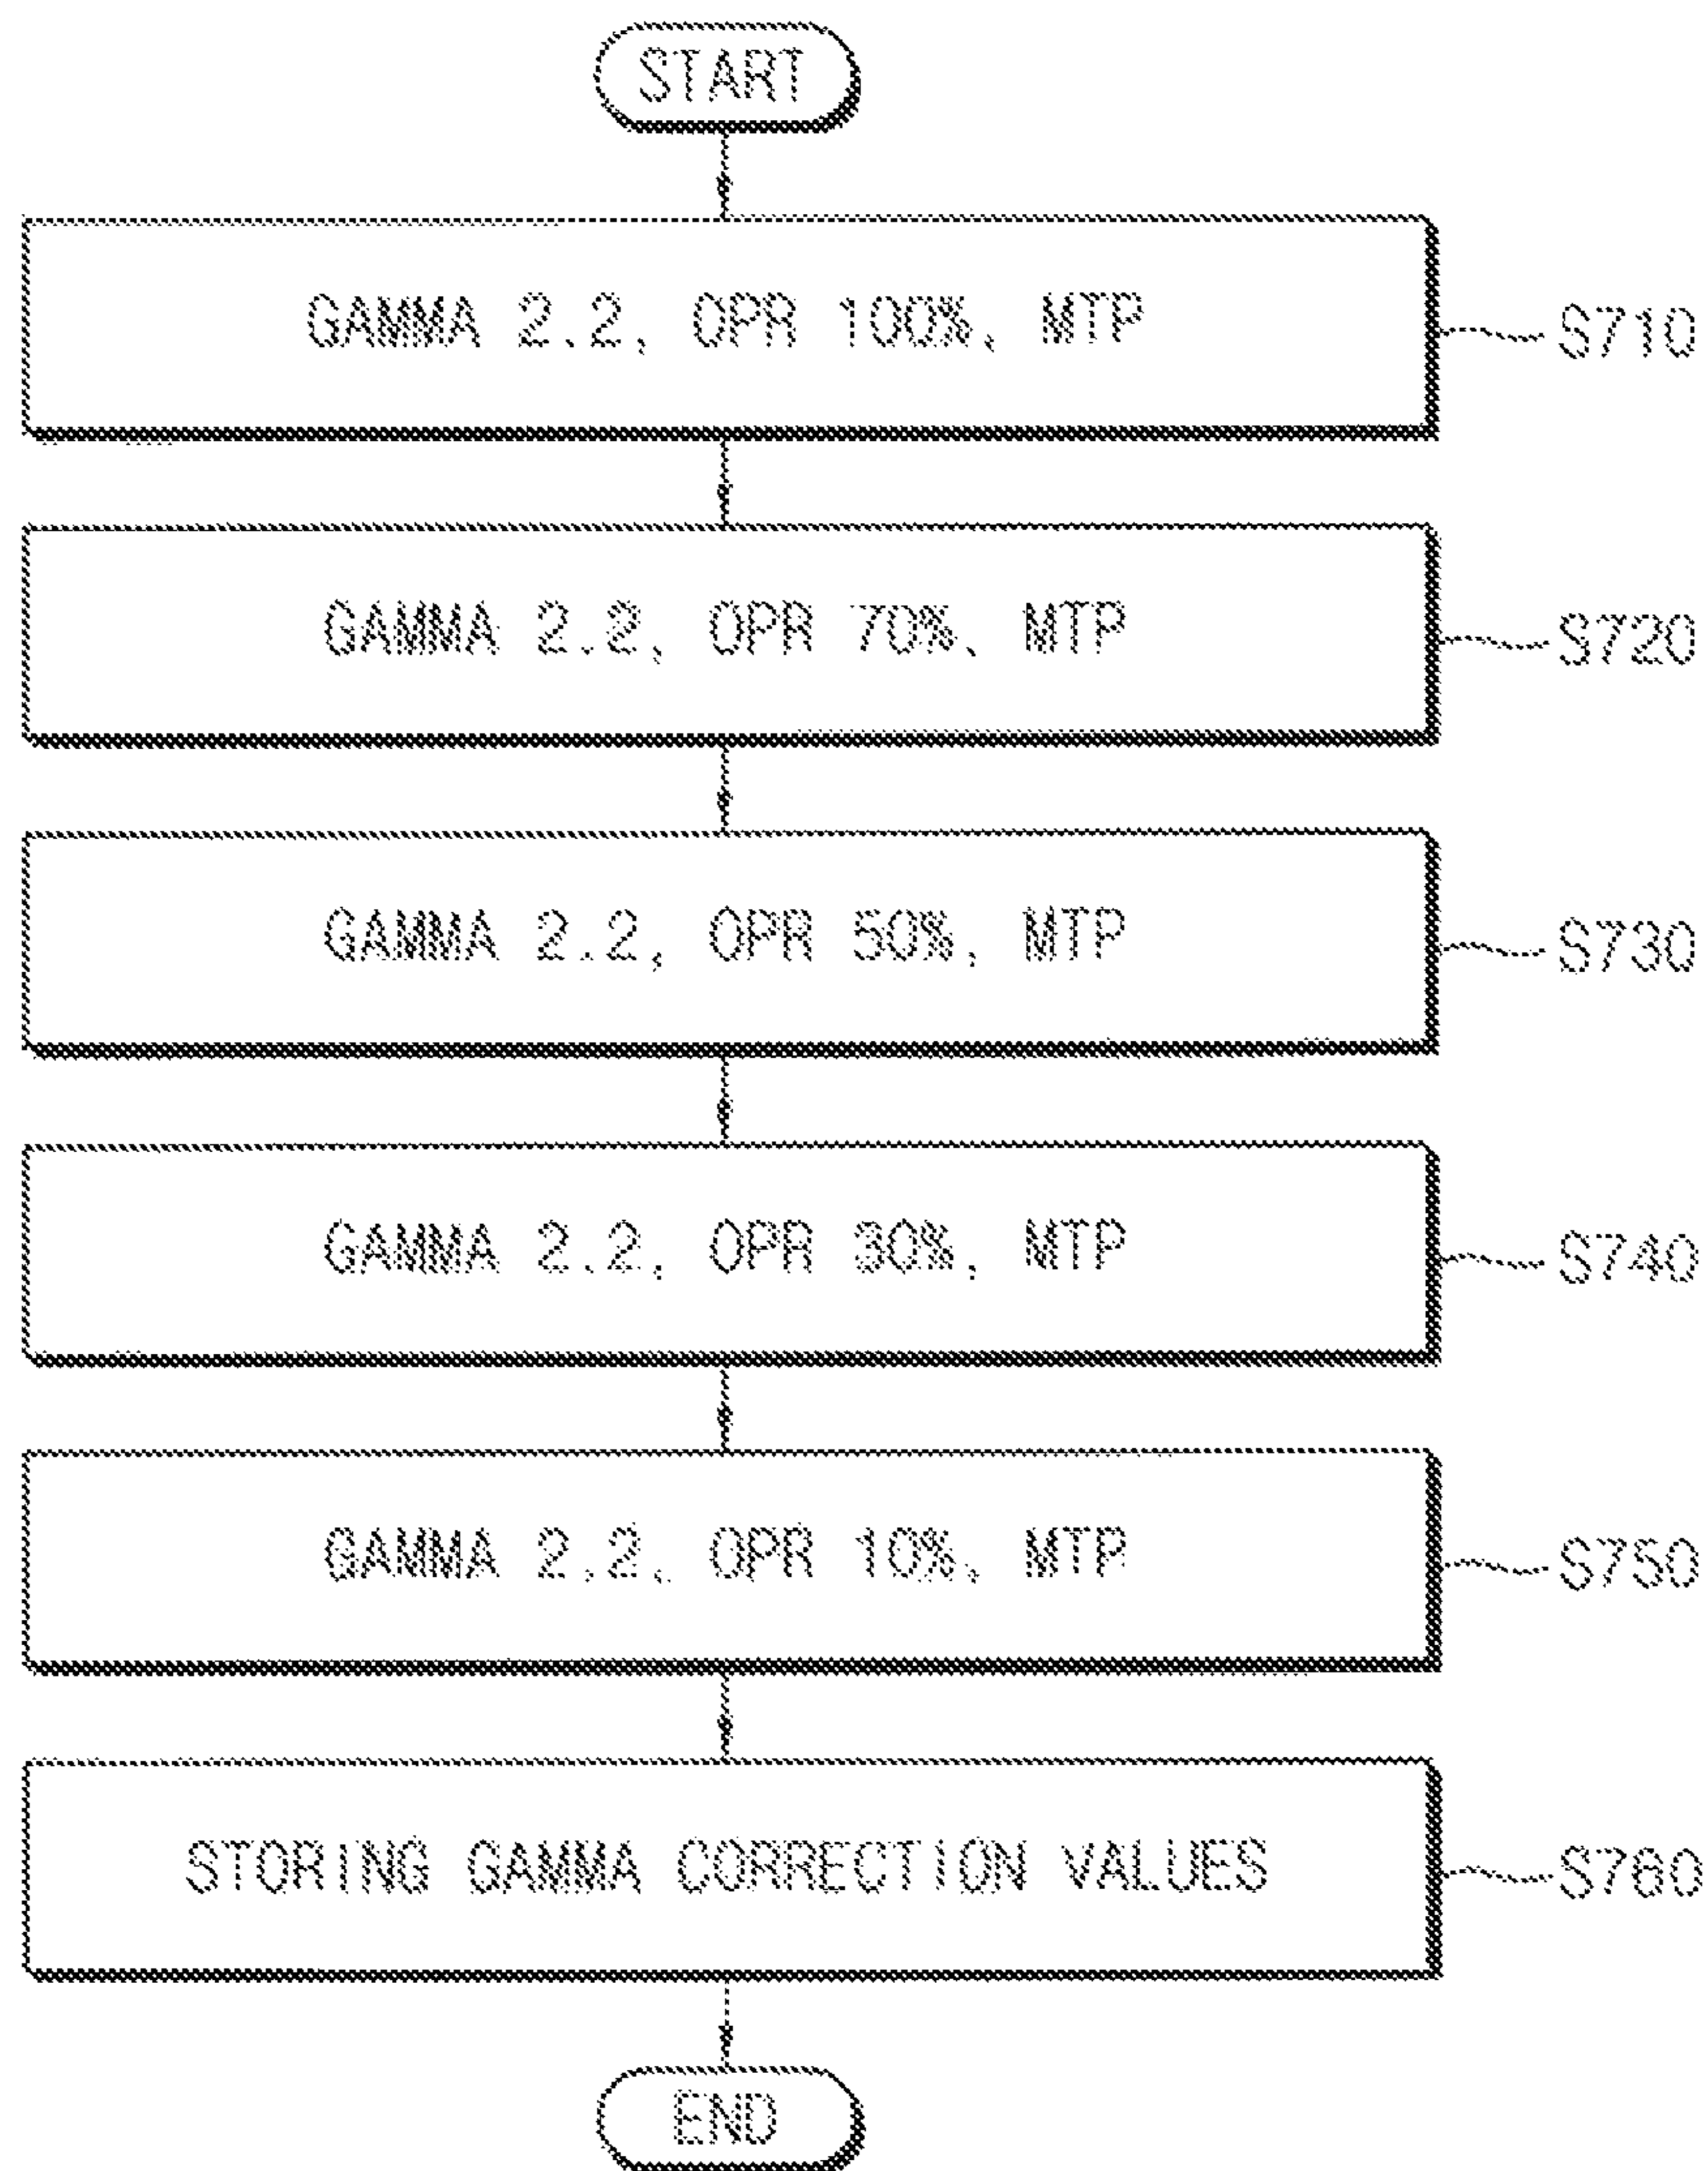 START
GAMMA 2.2, OPR 100%, MTP
S710
GAMMA 2.2, OPR 70%, MTP
S720
GAMMA 2.2, OPR 50%, MTP
S730
GAMMA 2.2, OPR 30%, MTP
S740
GAMMA 2.2, OPR 10%, MTP
S750
STORING GAMMA CORRECTION VALUES
S760
END